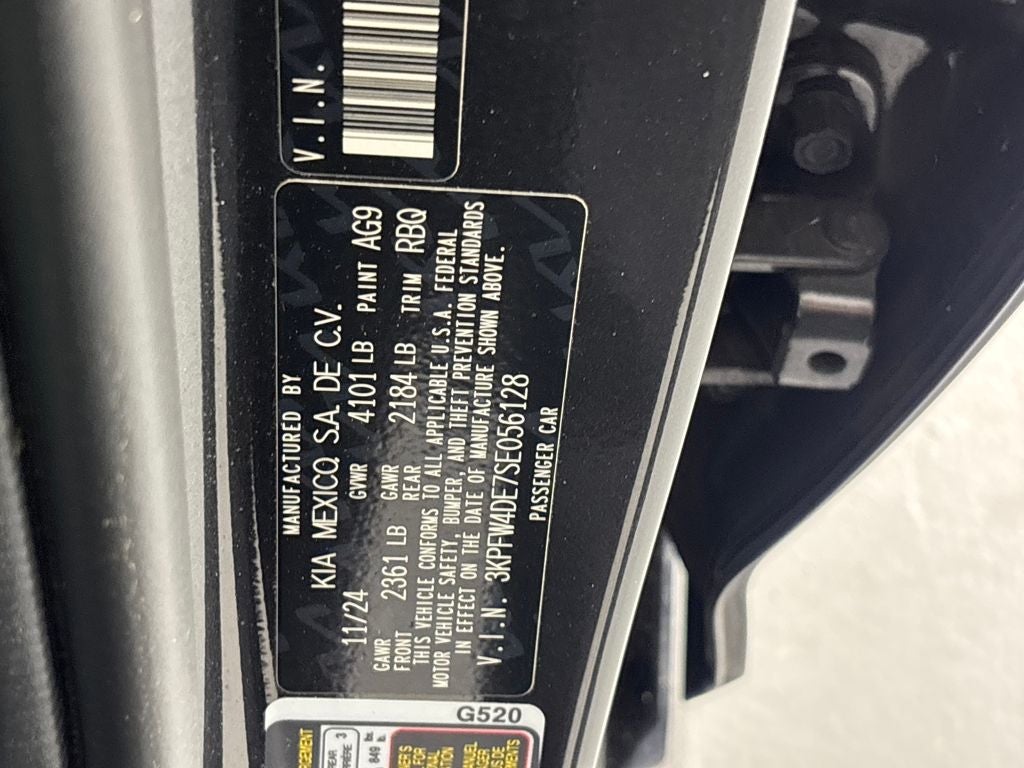 V.I.N.
MANUFACTURED BY
KIA MEXICO, S.A. DE C.V.
11/24 GVWR 4101 LB PAINT AG9
GAWR FRONT 2361 LB GAWR REAR 2184 LB TRIM RBQ
THIS VEHICLE CONFORMS TO ALL APPLICABLE U.S.A. FEDERAL
MOTOR VEHICLE SAFETY, BUMPER, AND THEFT PREVENTION STANDARDS
IN EFFECT ON THE DATE OF MANUFACTURE SHOWN ABOVE.
V.I.N. 3KPFW4DE7SE056128
PASSENGER CAR
G520
3
849